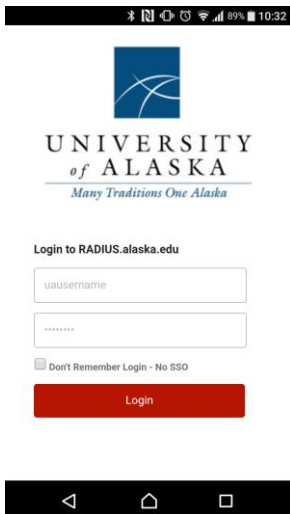 89% 10:32
UNIVERSITY
of ALASKA
Many Traditions One Alaska
Login to RADIUS.alaska.edu
uausername
••••••••
Don't Remember Login - No SSO
Login